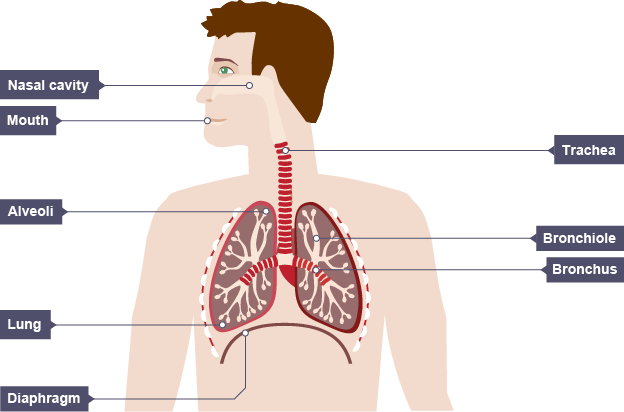 Nasal cavity
Mouth
Trachea
Alveoli
Bronchiole
Bronchus
Lung
Diaphragm